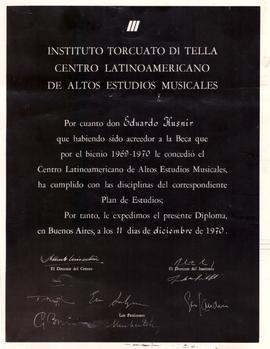 INSTITUTO TORCUATO DI TELLA
CENTRO LATINOAMERICANO
DE ALTOS ESTUDIOS MUSICALES
Por cuanto don Eduardo Kusnir
que habiendo sido acreedor a la Beca que
por el bienio 1969-1970 le concedió el
Centro Latinoamericano de Altos Estudios Musicales,
ha cumplido con las disciplinas del correspondiente
Plan de Estudios;
Por tanto, le expedimos el presente Diploma,
en Buenos Aires, a los 11 días de diciembre de 1970.
El Director del Centro
El Director del Instituto
Los Profesores